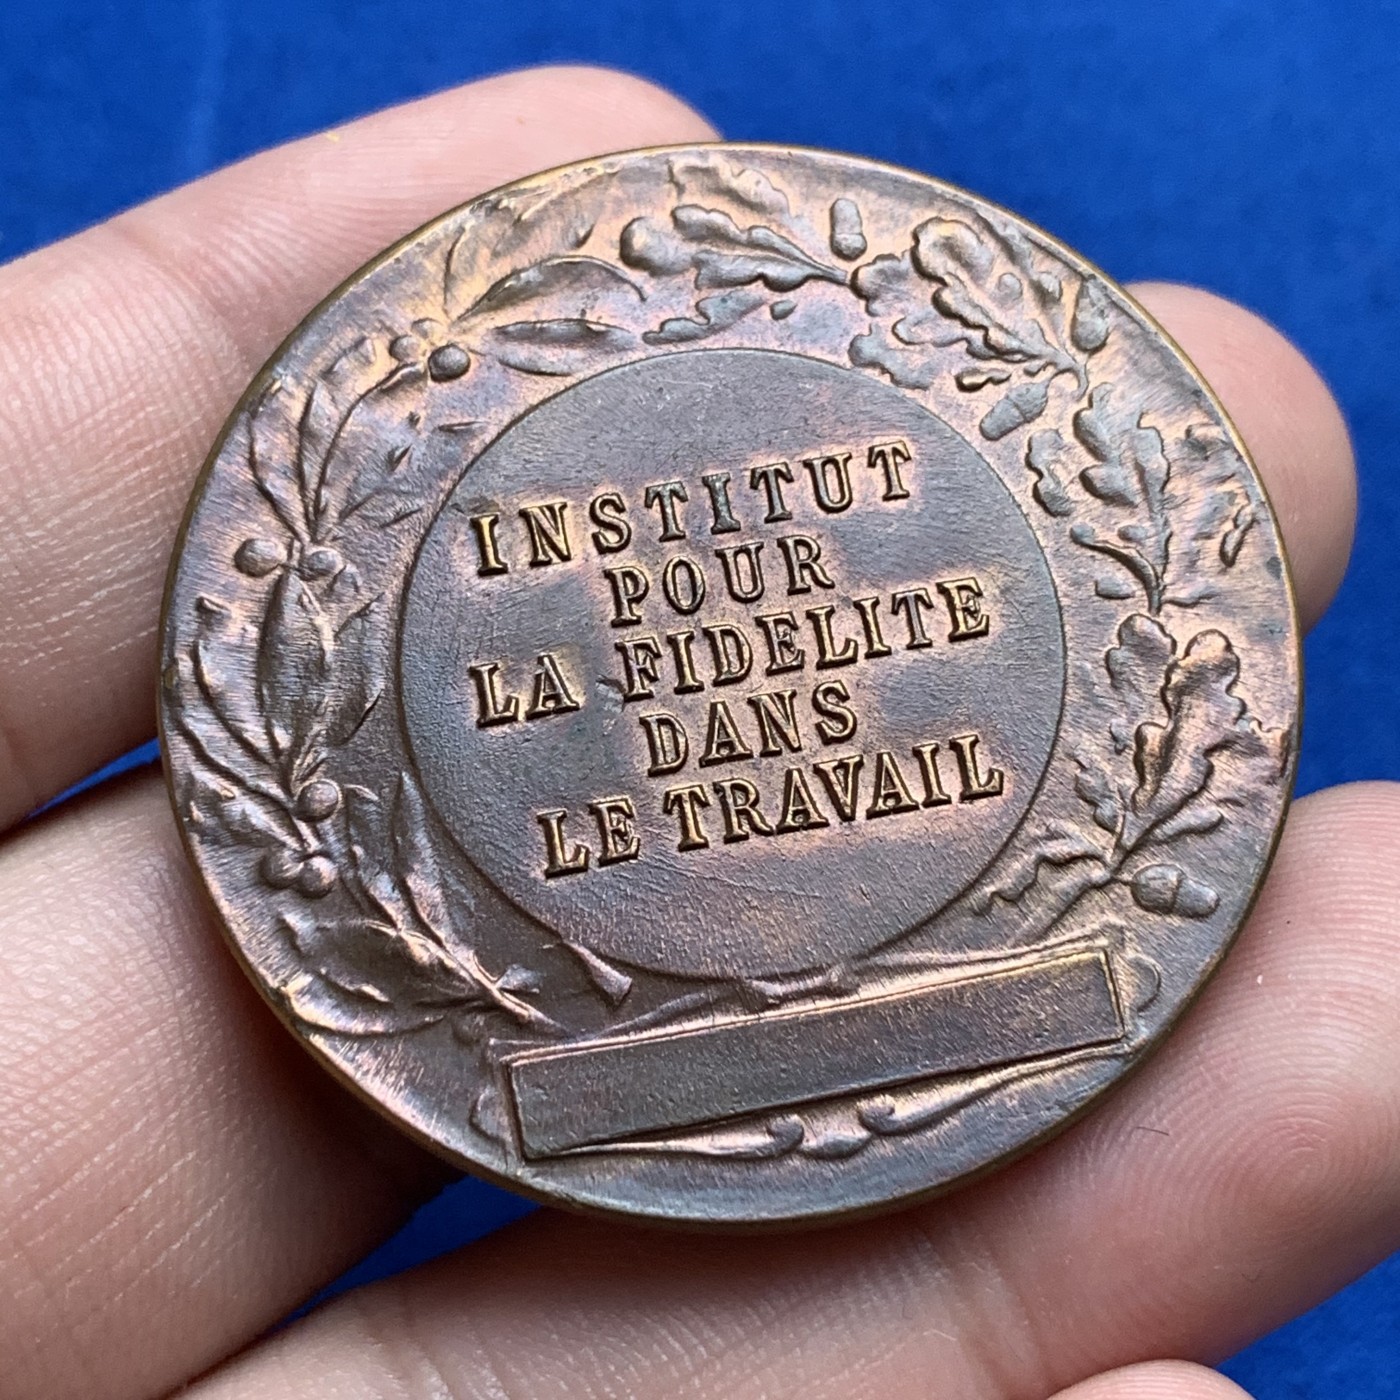 INSTITUT
POUR
LA FIDELITE
DANS
LE TRAVAIL